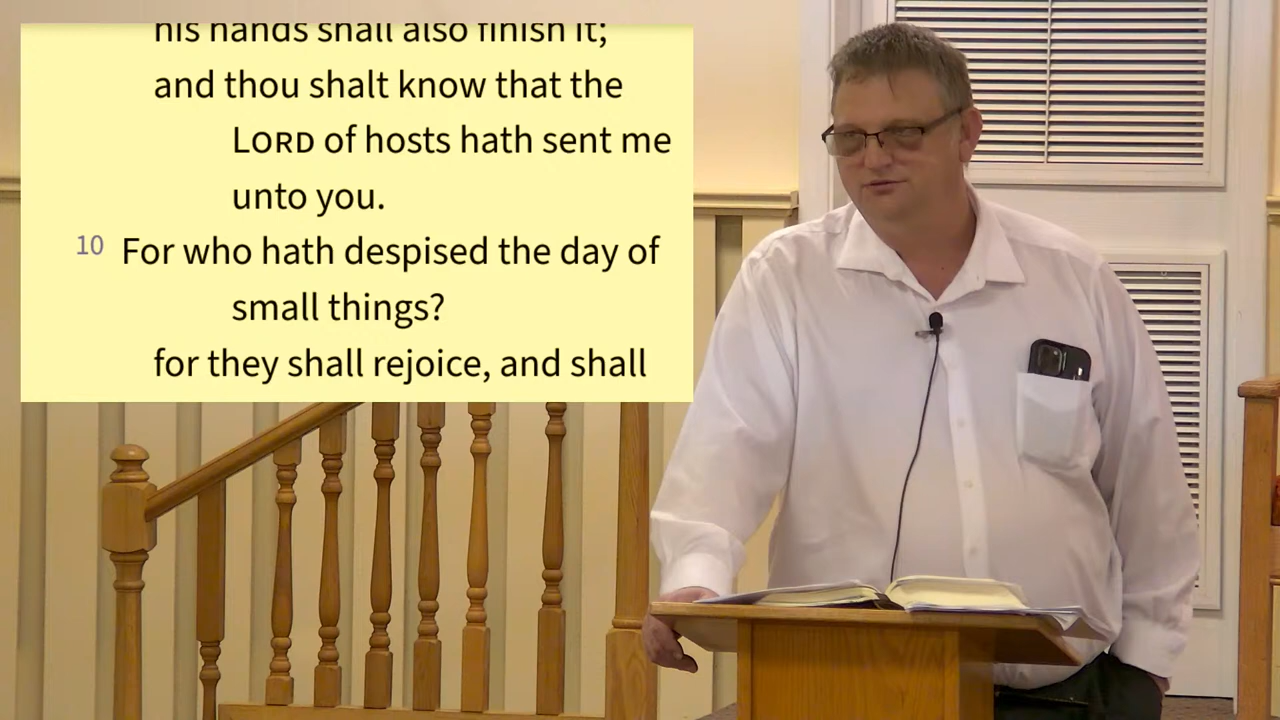 his hands shall also finish it;
and thou shalt know that the
LORD of hosts hath sent me
unto you.
10 For who hath despised the day of
small things?
for they shall rejoice, and shall